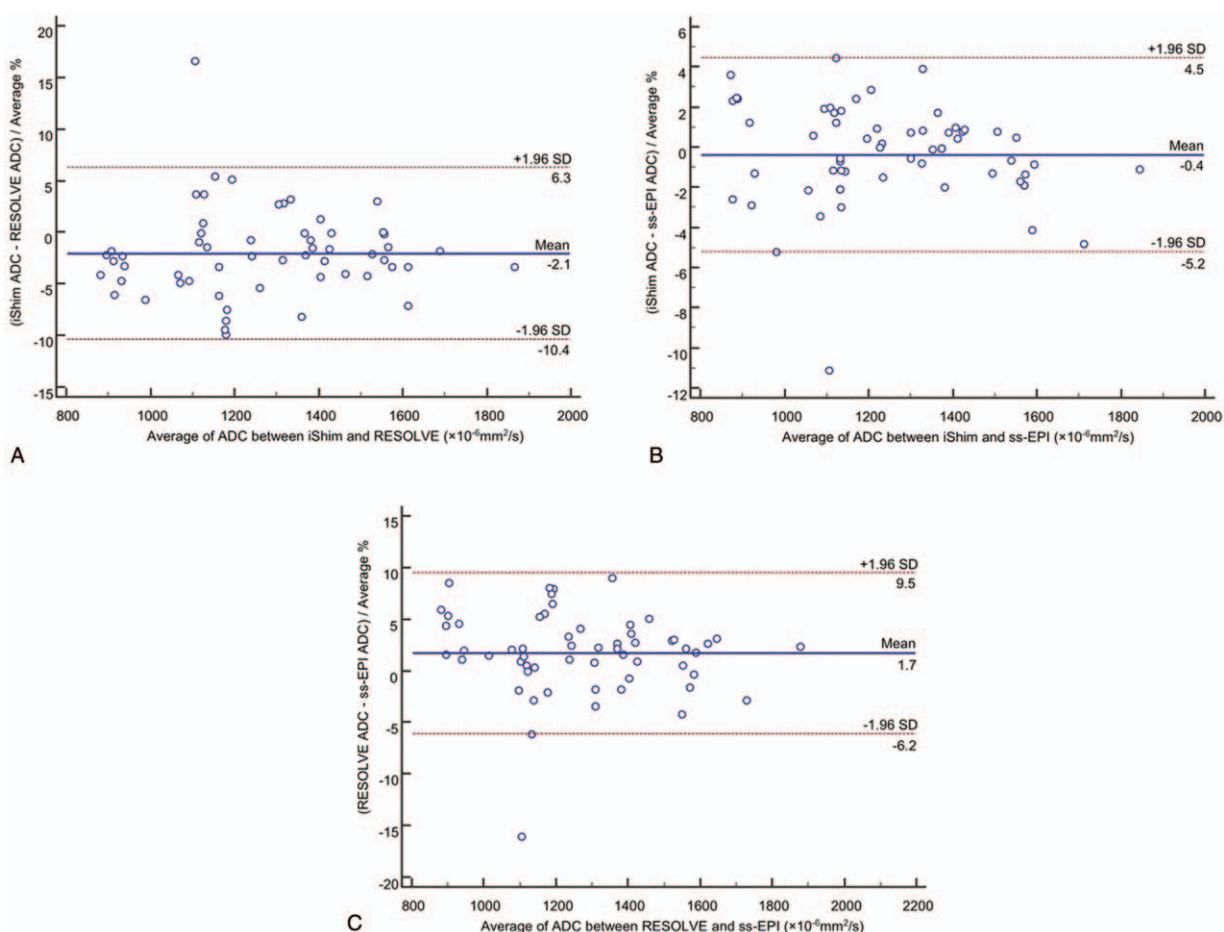 (iShim ADC - RESOLVE ADC) / Average %
20
15
10
5
0
-5
-10
-15
+1.96 SD
6.3
Mean
-2.1
-1.96 SD
-10.4
800 1000 1200 1400 1600 1800 2000
Average of ADC between iShim and RESOLVE (×10-6mm2/s)
A
(iShim ADC - ss-EPI ADC) / Average %
6
4
2
0
-2
-4
-6
-8
-10
-12
+1.96 SD
4.5
Mean
-0.4
-1.96 SD
-5.2
800 1000 1200 1400 1600 1800 2000
Average of ADC between iShim and ss-EPI (×10-6mm2/s)
B
(RESOLVE ADC - ss-EPI ADC) / Average %
15
10
5
0
-5
-10
-15
-20
+1.96 SD
9.5
Mean
1.7
-1.96 SD
-6.2
800 1000 1200 1400 1600 1800 2000 2200
Average of ADC between RESOLVE and ss-EPI (×10-6mm2/s)
C